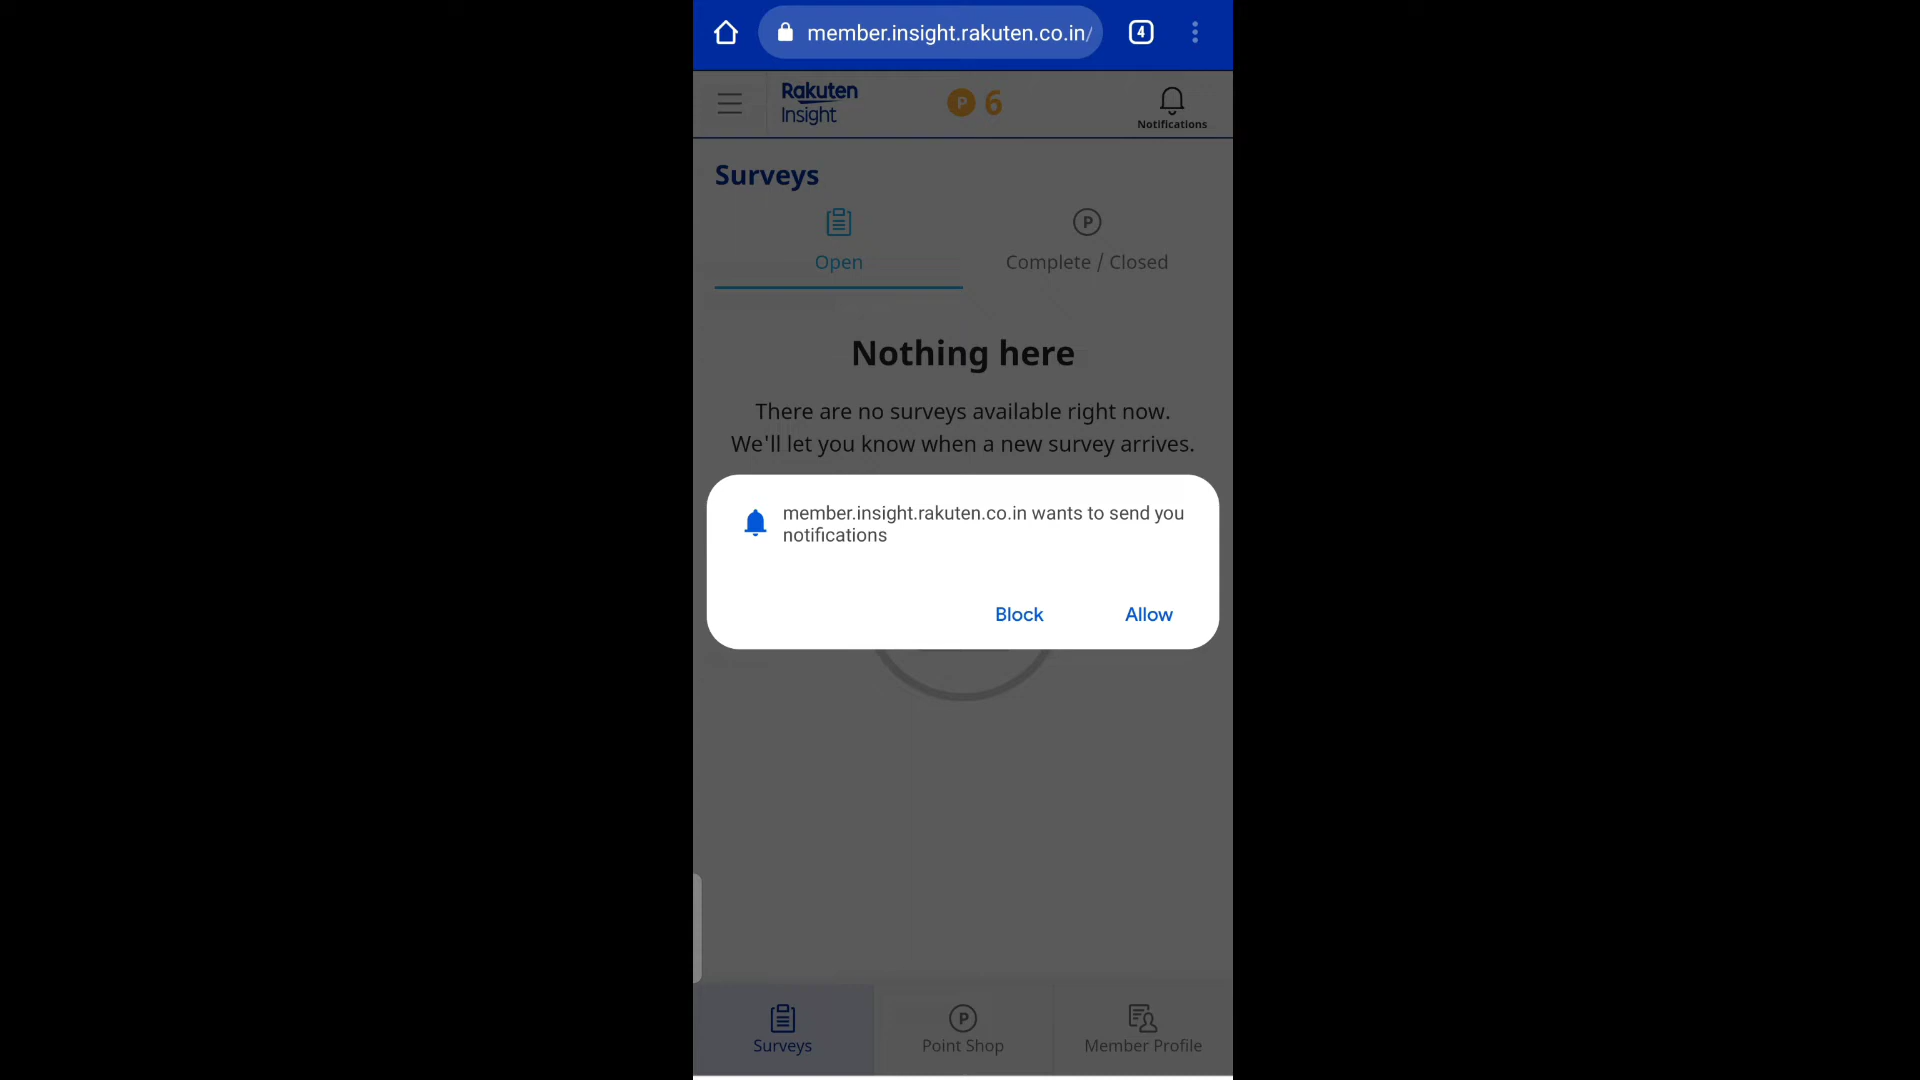 member.insight.rakuten.co.in/
4
Rakuten
Insight
P 6
Notifications
Surveys
P
Open
Complete / Closed
Nothing here
There are no surveys available right now.
We'll let you know when a new survey arrives.
member.insight.rakuten.co.in wants to send you
notifications
Block
Allow
P
Surveys
Point Shop
Member Profile